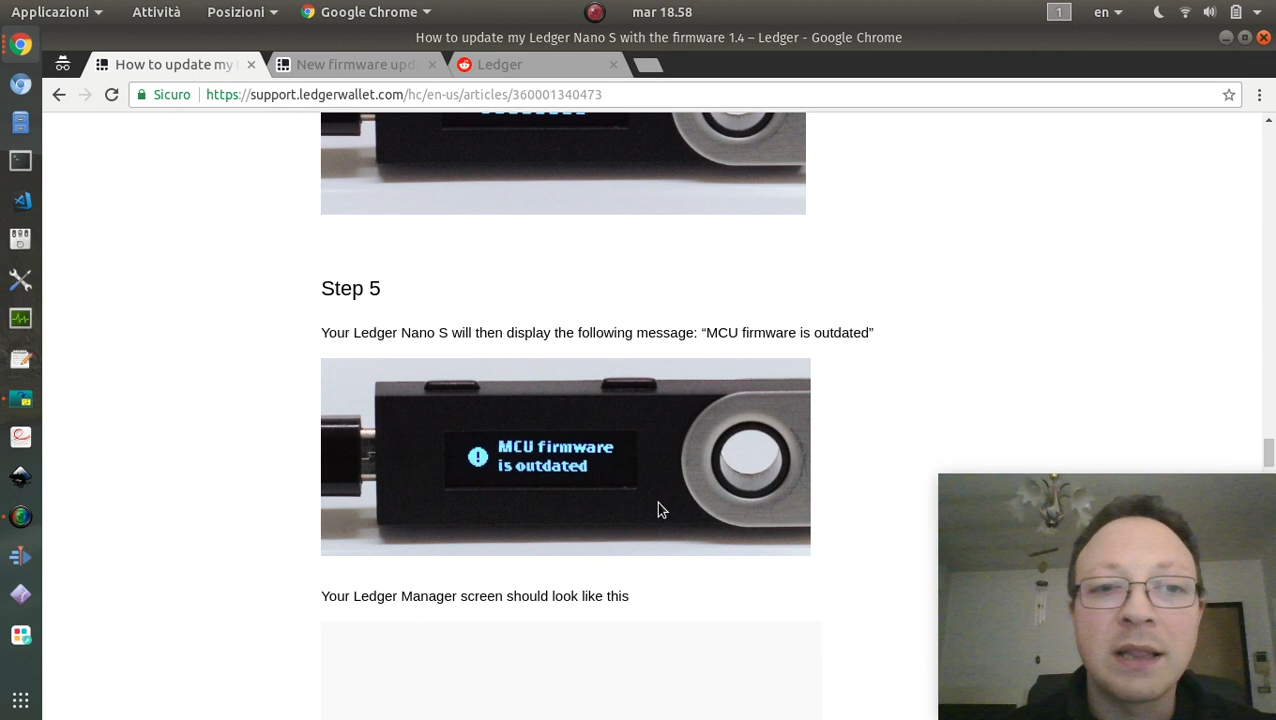 Applicazioni Attività Posizioni Google Chrome mar 18.58 1 en
How to update my Ledger Nano S with the firmware 1.4 – Ledger - Google Chrome
How to update my New firmware upd Ledger
Sicuro https://support.ledgerwallet.com/hc/en-us/articles/360001340473
Step 5
Your Ledger Nano S will then display the following message: “MCU firmware is outdated”
MCU firmware
is outdated
Your Ledger Manager screen should look like this